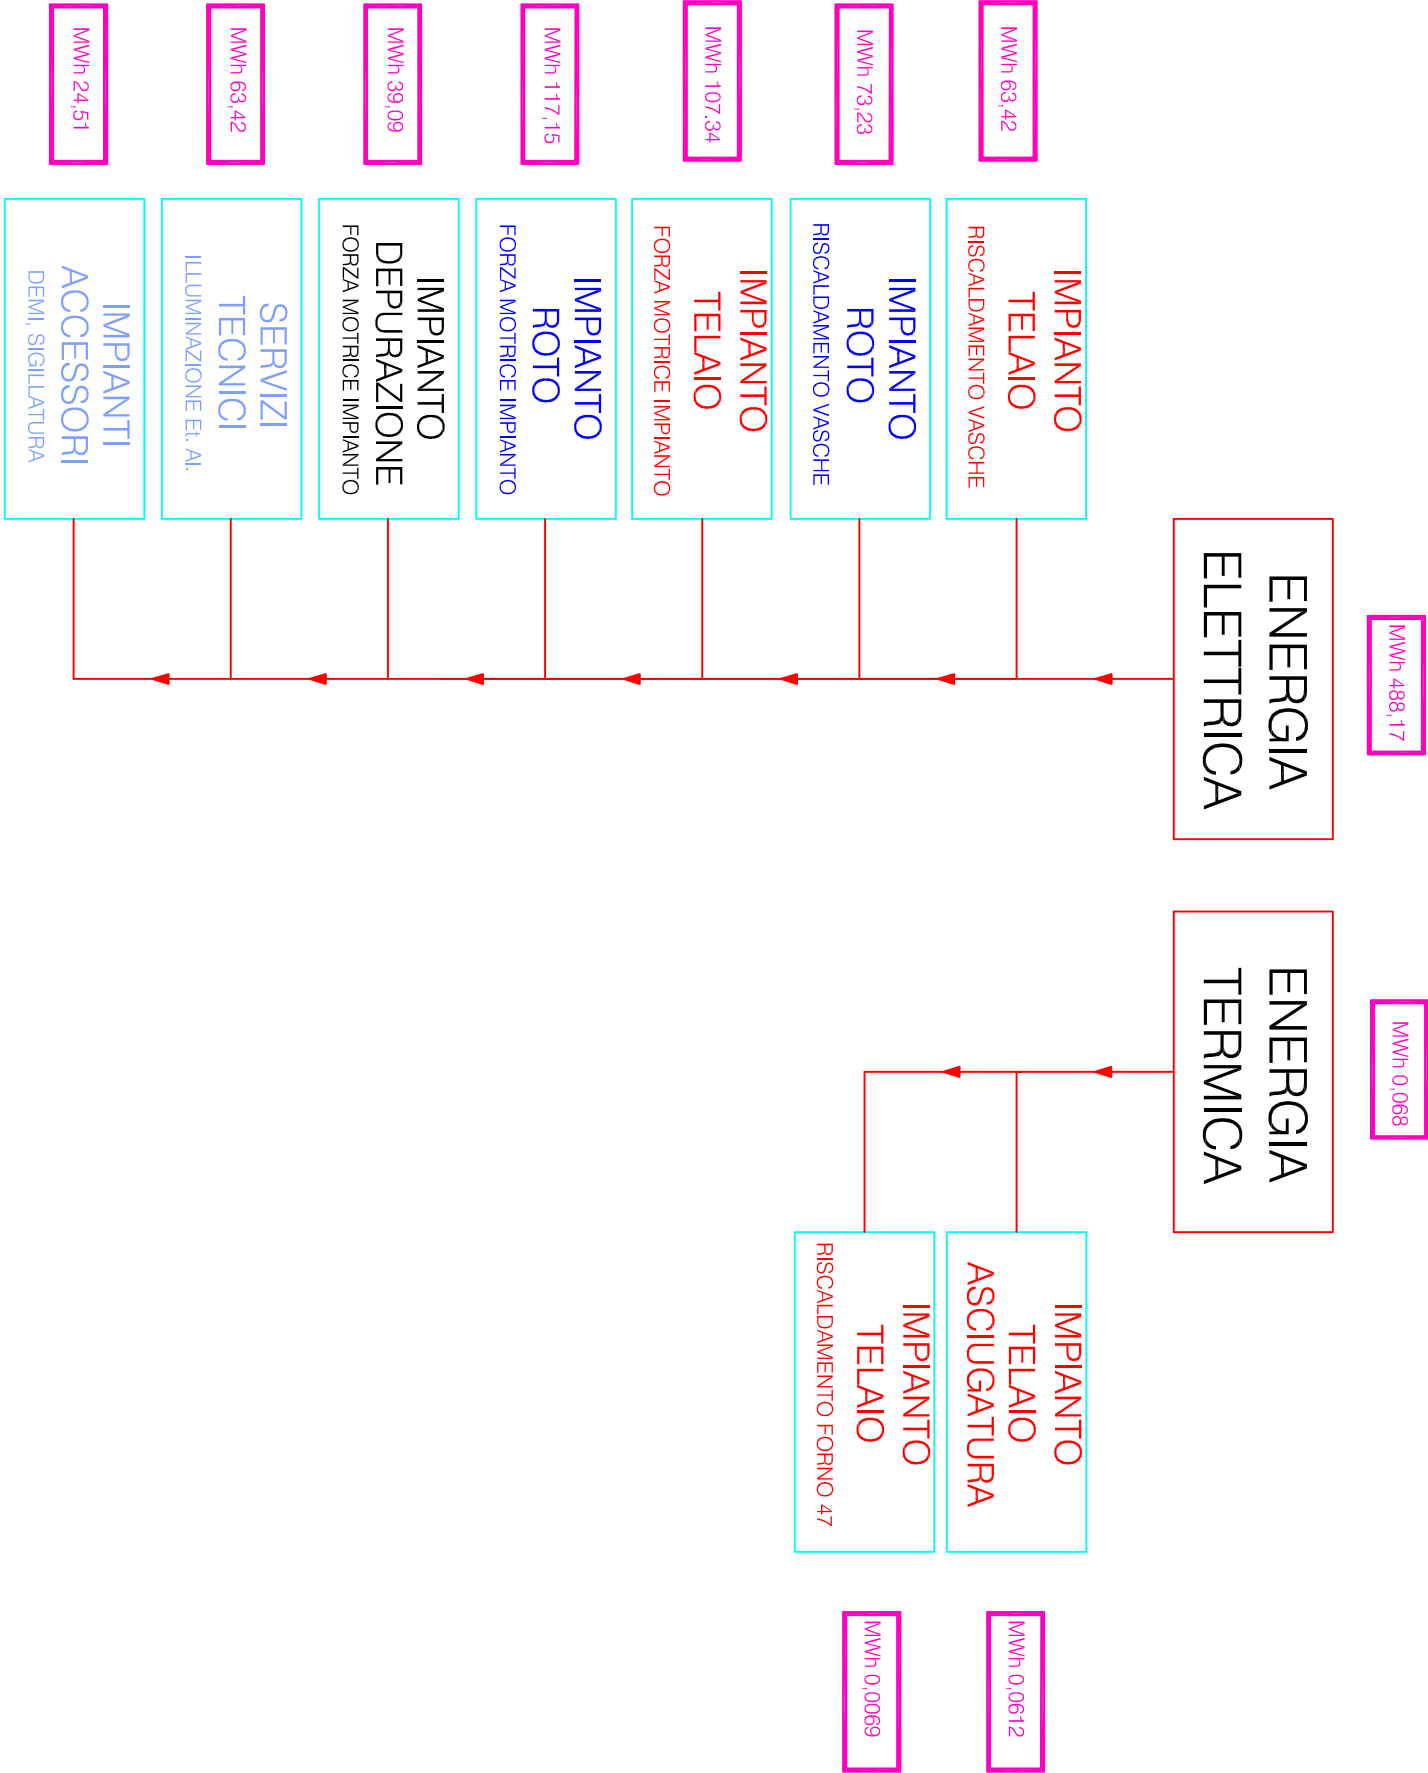 MWh 488,17
ENERGIA
ELETTRICA
MWh 63,42
IMPIANTO
TELAIO
RISCALDAMENTO VASCHE
MWh 73,23
IMPIANTO
ROTO
RISCALDAMENTO VASCHE
MWh 107.34
IMPIANTO
TELAIO
FORZA MOTRICE IMPIANTO
MWh 117,15
IMPIANTO
ROTO
FORZA MOTRICE IMPIANTO
MWh 39,09
IMPIANTO
DEPURAZIONE
FORZA MOTRICE IMPIANTO
MWh 63,42
SERVIZI
TECNICI
ILLUMINAZIONE Et. Al.
MWh 24,51
IMPIANTI
ACCESSORI
DEMI, SIGILLATURA
MWh 0,068
ENERGIA
TERMICA
IMPIANTO
TELAIO
ASCIUGATURA
MWh 0,0612
IMPIANTO
TELAIO
RISCALDAMENTO FORNO 47
MWh 0,0069